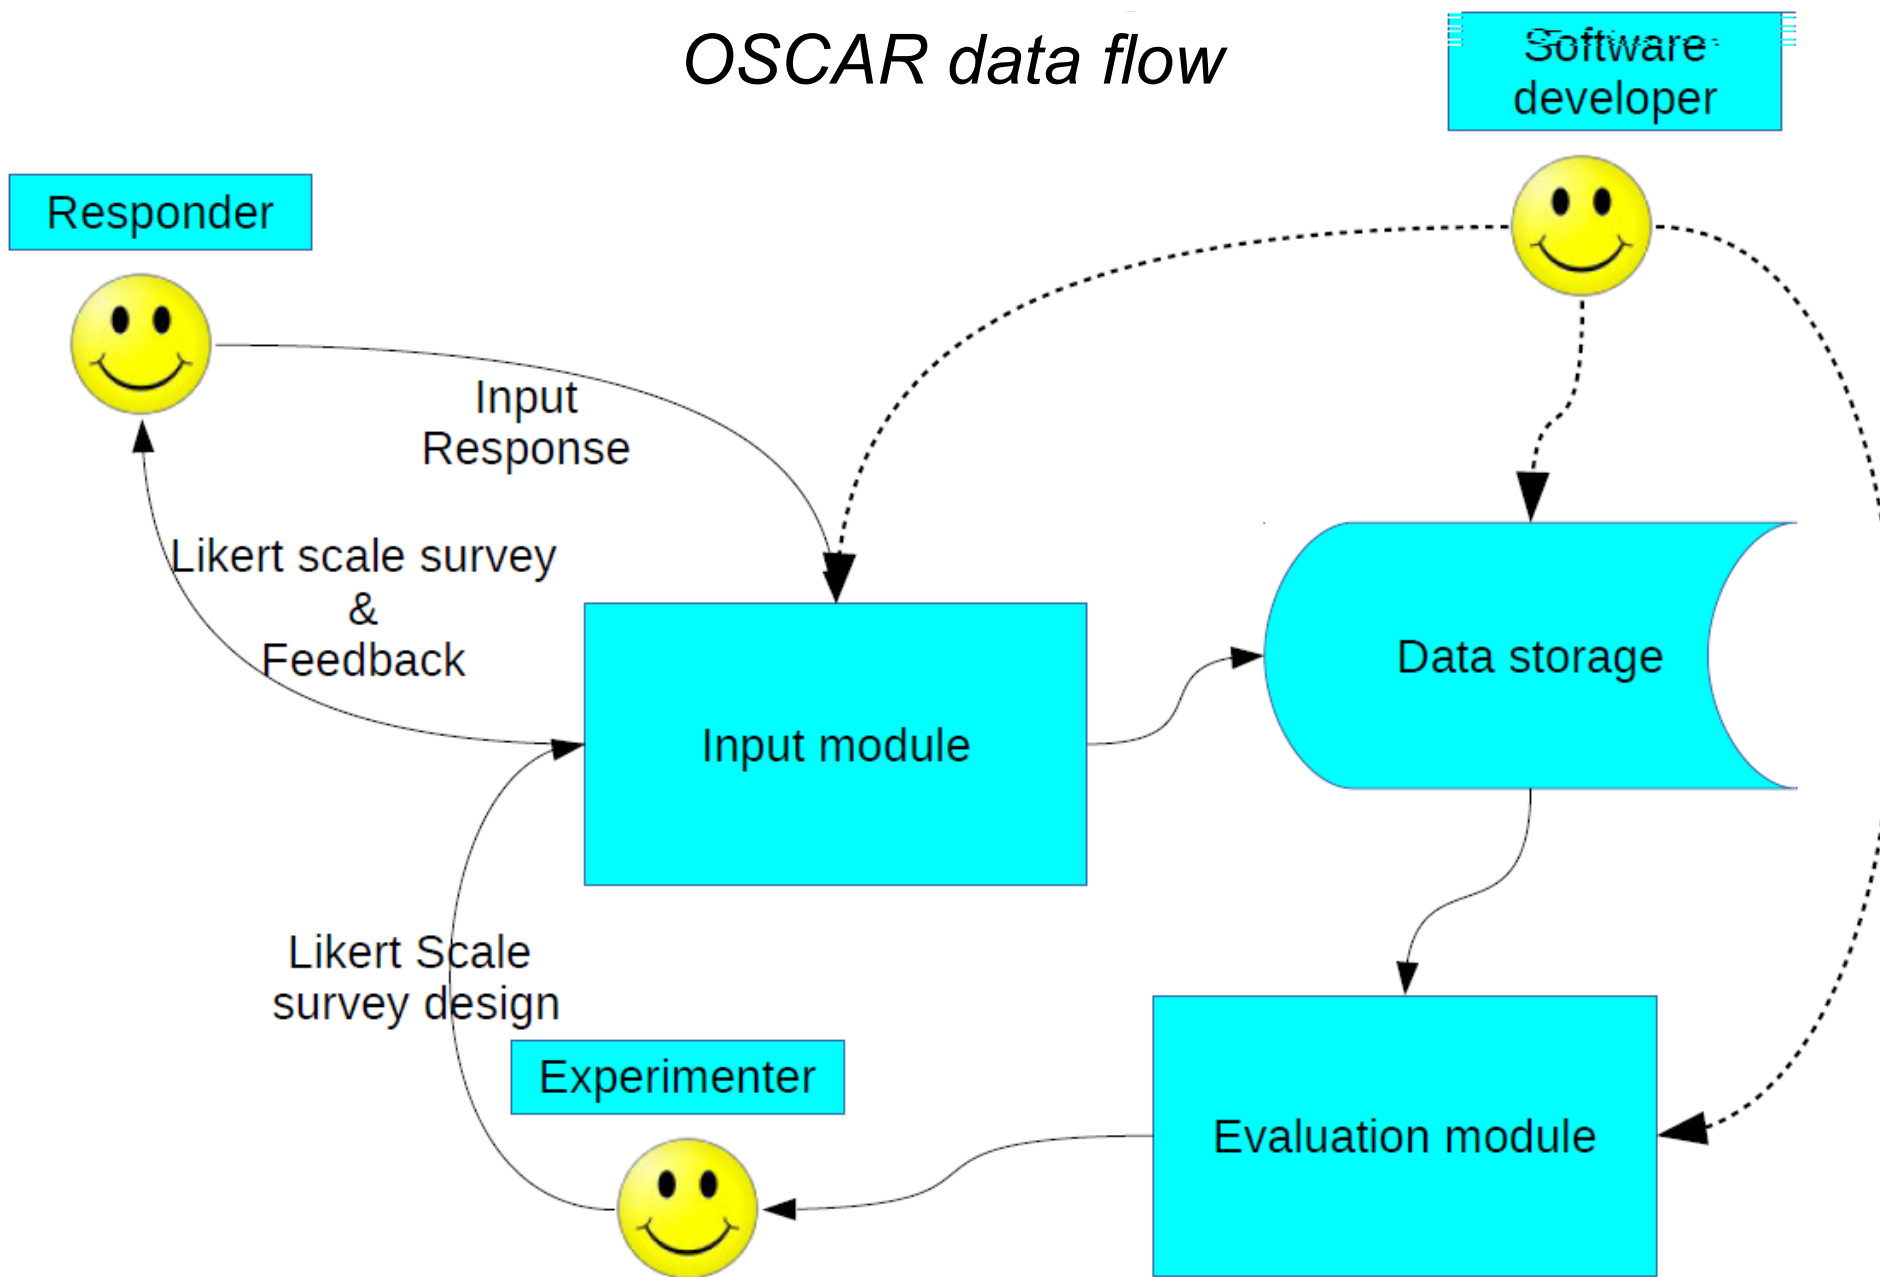 OSCAR data flow
Software
developer
Responder
Input
Response
Likert scale survey
&
Feedback
Data storage
Input module
Likert Scale
survey design
Experimenter
Evaluation module